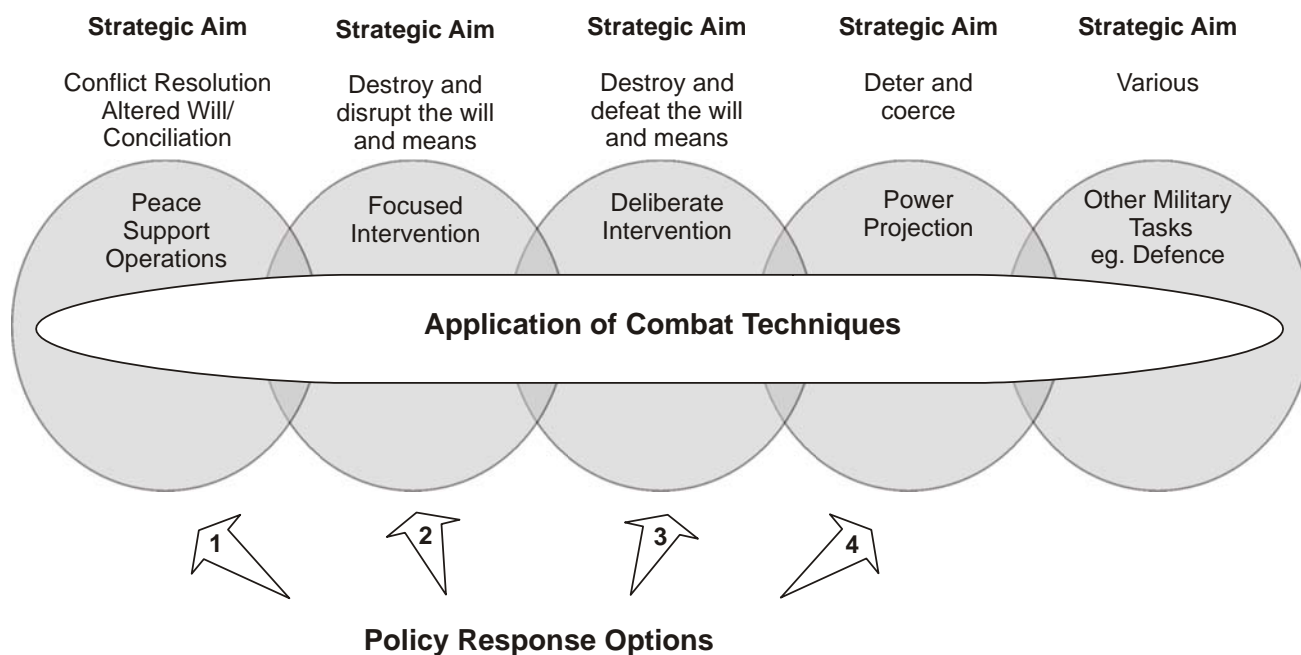 Strategic Aim
Conflict Resolution
Altered Will/
Conciliation
Peace
Support
Operations
Strategic Aim
Destroy and
disrupt the will
and means
Focused
Intervention
Strategic Aim
Destroy and
defeat the will
and means
Deliberate
Intervention
Strategic Aim
Deter and
coerce
Power
Projection
Strategic Aim
Various
Other Military
Tasks
eg. Defence
Application of Combat Techniques
1
2
3
4
Policy Response Options